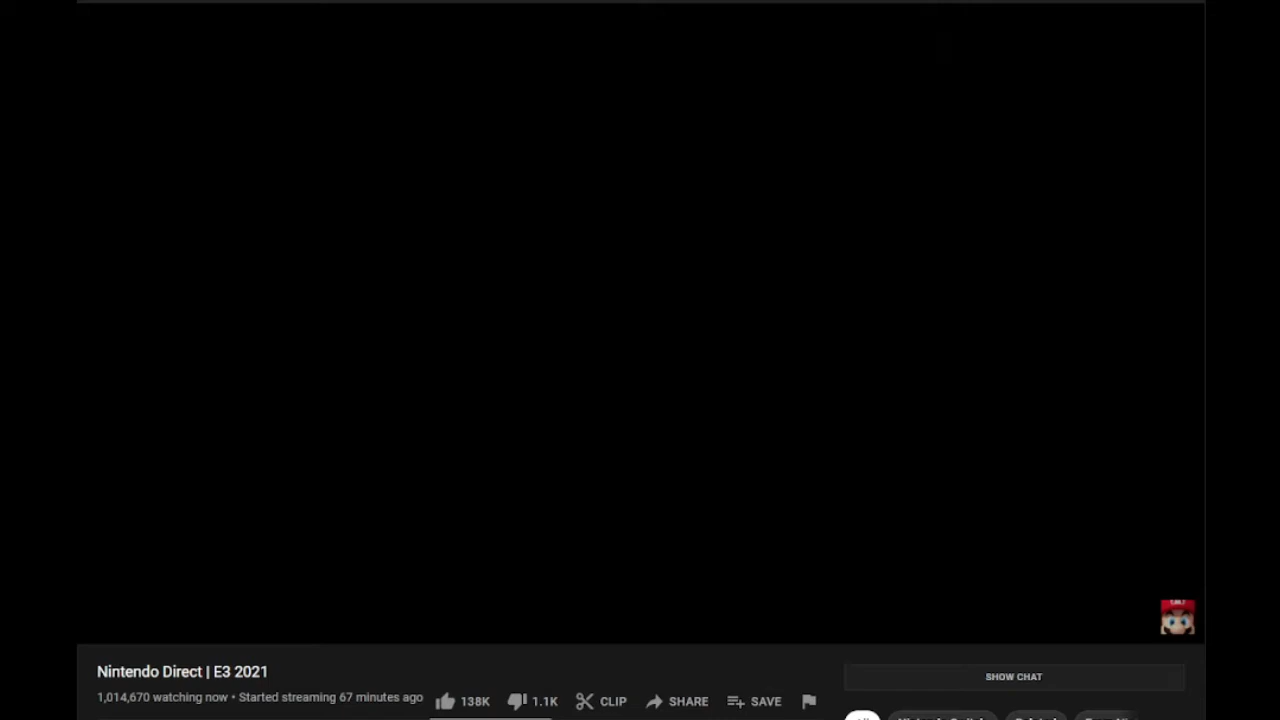 Nintendo Direct | E3 2021
1,014,670 watching now • Started streaming 67 minutes ago
138K
1.1K
CLIP
SHARE
SAVE
SHOW CHAT